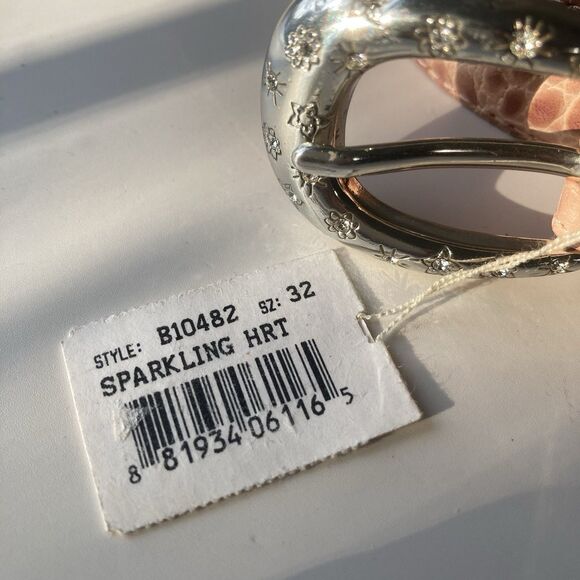 STYLE: B10482 SZ: 32
SPARKLING HRT
8 81934 06116 5